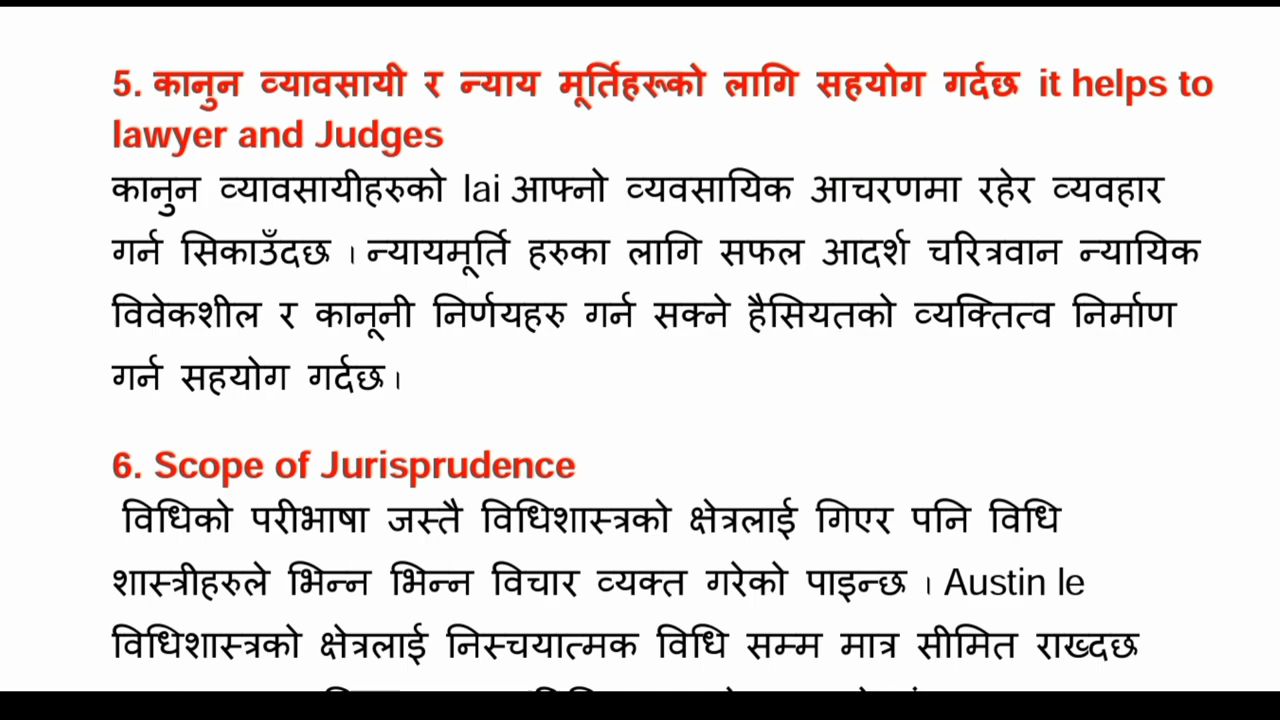 5. कानुन व्यावसायी र न्याय मूर्तिहरूको लागि सहयोग गर्दछ it helps to
lawyer and Judges
कानुन व्यावसायीहरुको lai आफ्नो व्यवसायिक आचरणमा रहेर व्यवहार
गर्न सिकाउँदछ । न्यायमूर्ति हरुका लागि सफल आदर्श चरित्रवान न्यायिक
विवेकशील र कानूनी निर्णयहरु गर्न सक्ने हैसियतको व्यक्तित्व निर्माण
गर्न सहयोग गर्दछ।
6. Scope of Jurisprudence
विधिको परीभाषा जस्तै विधिशास्त्रको क्षेत्रलाई गिएर पनि विधि
शास्त्रीहरुले भिन्न भिन्न विचार व्यक्त गरेको पाइन्छ । Austin le
विधिशास्त्रको क्षेत्रलाई निस्चयात्मक विधि सम्म मात्र सीमित राख्दछ